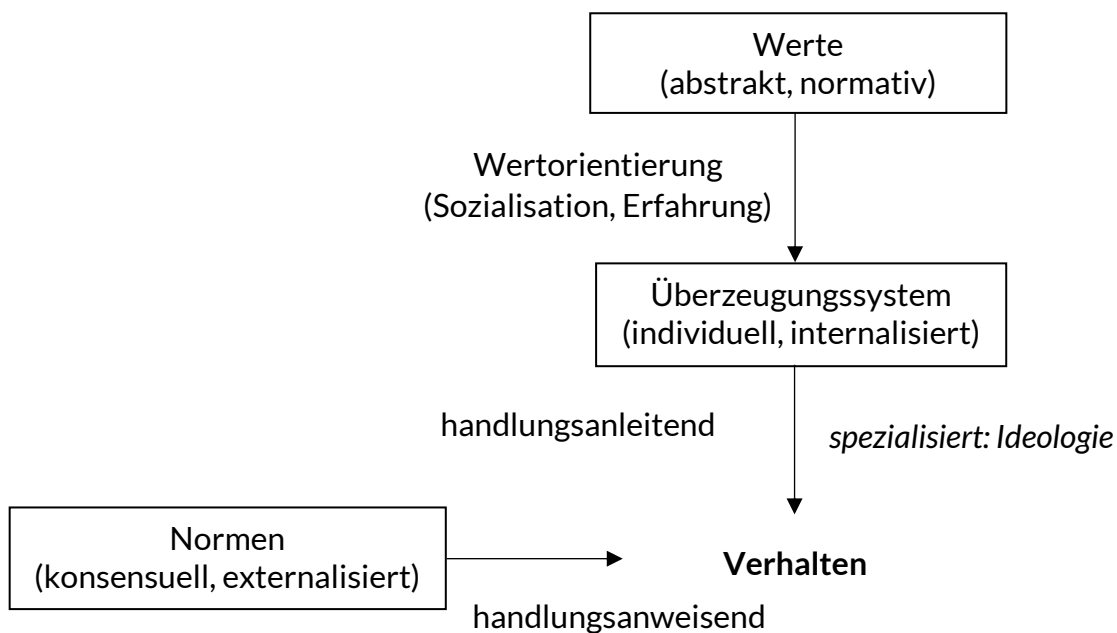 Werte
(abstrakt, normativ)
Wertorientierung
(Sozialisation, Erfahrung)
Überzeugungssystem
(individuell, internalisiert)
handlungsanleitend
spezialisiert: Ideologie
Normen
(konsensuell, externalisiert)
Verhalten
handlungsanweisend